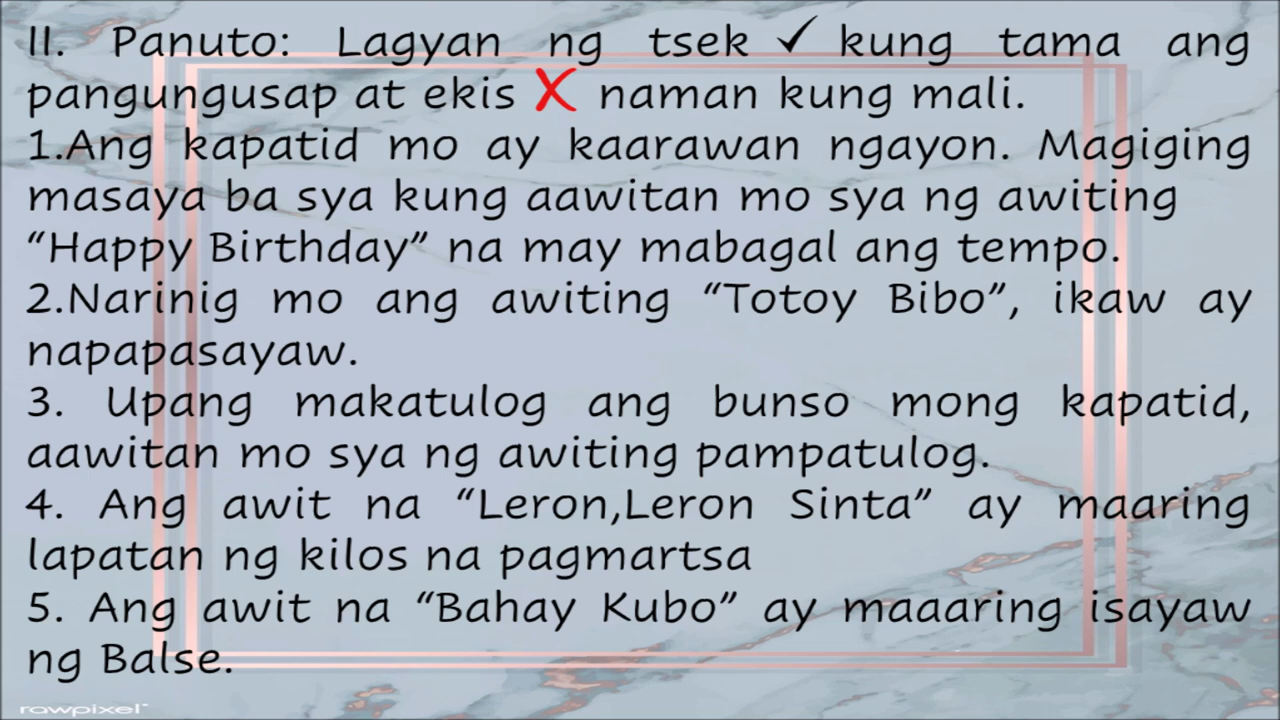 II. Panuto: Lagyan ng tsek ✓ kung tama ang
pangungusap at ekis X naman kung mali.
1.Ang kapatid mo ay kaarawan ngayon. Magiging
masaya ba sya kung aawitan mo sya ng awiting
“Happy Birthday” na may mabagal ang tempo.
2.Narinig mo ang awiting “Totoy Bibo”, ikaw ay
napapasayaw.
3. Upang makatulog ang bunso mong kapatid,
aawitan mo sya ng awiting pampatulog.
4. Ang awit na “Leron,Leron Sinta” ay maaring
lapatan ng kilos na pagmartsa
5. Ang awit na “Bahay Kubo” ay maaaring isayaw
ng Balse.
rawpixel